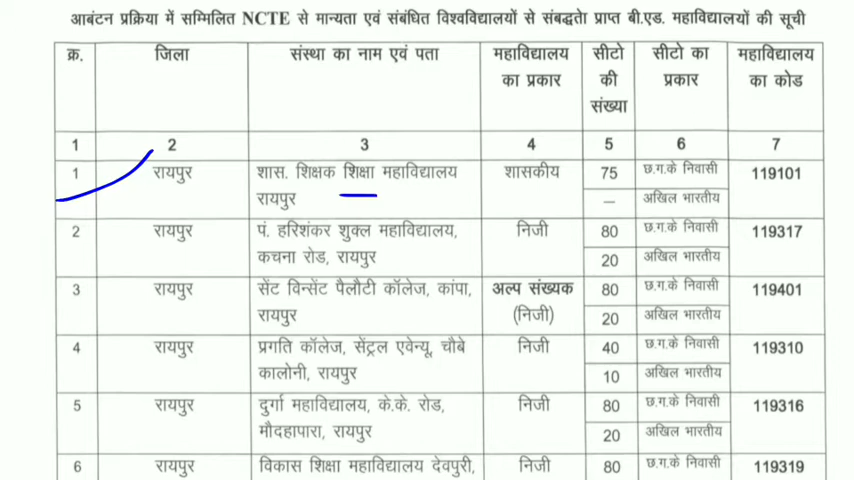 आबंटन प्रक्रिया में सम्मिलित NCTE से मान्यता एवं संबंधित विश्वविद्यालयों से संबद्धता प्राप्त बी.एड. महाविद्यालयों की सूची
क्र. जिला संस्था का नाम एवं पता महाविद्यालय का प्रकार सीटो की संख्या सीटो का प्रकार महाविद्यालय का कोड
1 2 3 4 5 6 7
1 रायपुर शास. शिक्षक शिक्षा महाविद्यालय शासकीय 75 छ.ग.के निवासी 119101
रायपुर – अखिल भारतीय
2 रायपुर पं. हरिशंकर शुक्ल महाविद्यालय, निजी 80 छ.ग.के निवासी 119317
कचना रोड, रायपुर 20 अखिल भारतीय
3 रायपुर सेंट विन्सेंट पैलौटी कॉलेज, कांपा, अल्प संख्यक 80 छ.ग.के निवासी 119401
रायपुर (निजी) 20 अखिल भारतीय
4 रायपुर प्रगति कॉलेज, सेंट्रल एवेन्यू, चौबे निजी 40 छ.ग.के निवासी 119310
कालोनी, रायपुर 10 अखिल भारतीय
5 रायपुर दुर्गा महाविद्यालय, के.के. रोड, निजी 80 छ.ग.के निवासी 119316
मौदहापारा, रायपुर 20 अखिल भारतीय
6 रायपुर विकास शिक्षा महाविद्यालय देवपुरी, निजी 80 छ.ग.के निवासी 119319